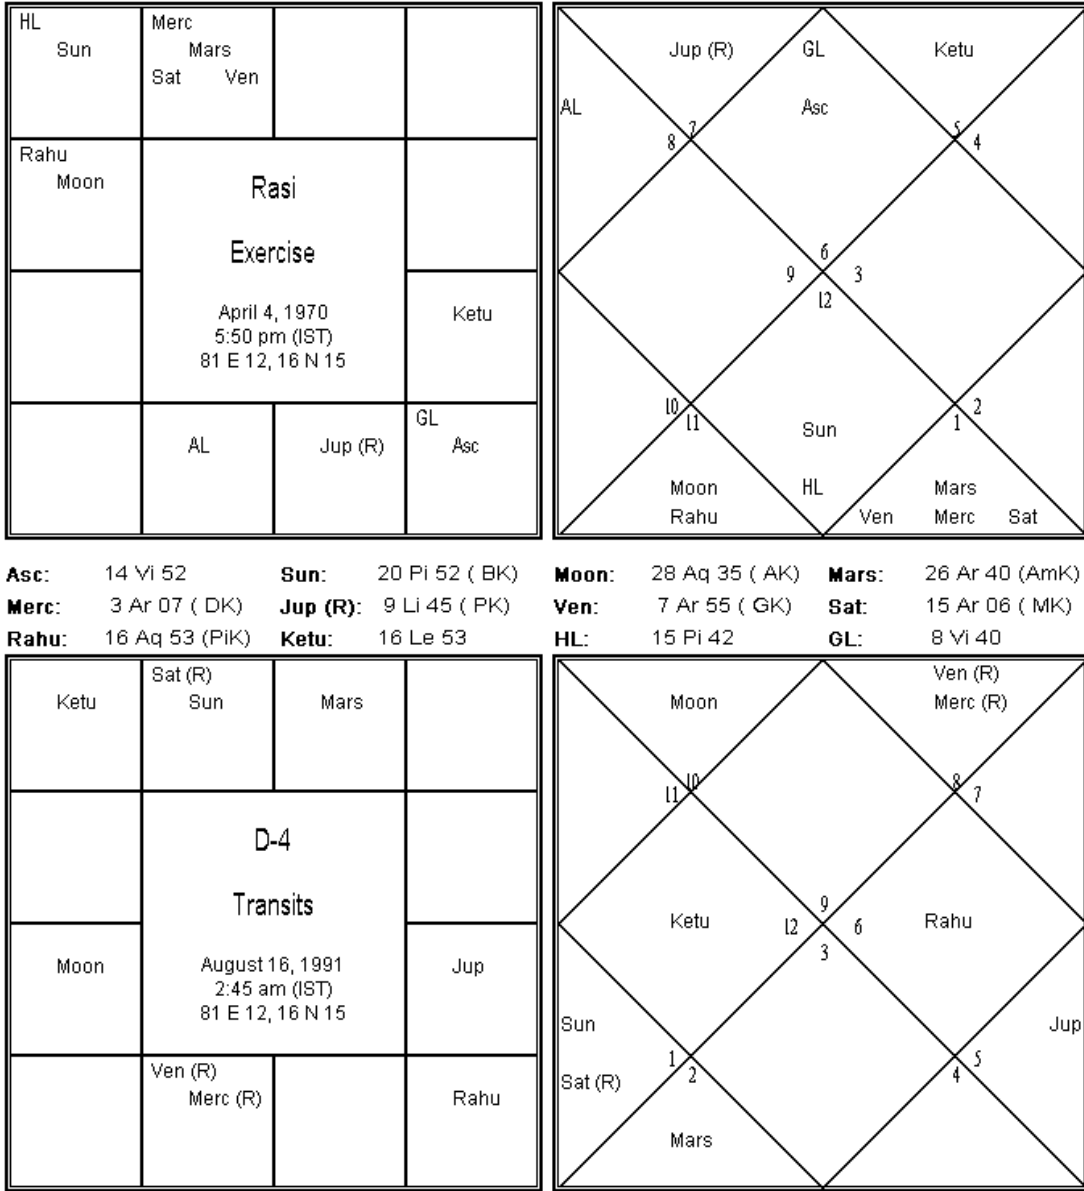 HL
Sun
Merc
Mars
Sat Ven
Rahu
Moon
Rasi
Exercise
April 4, 1970
5:50 pm (IST)
81 E 12, 16 N 15
Ketu
AL
Jup (R)
GL
Asc
Jup (R)
GL
Ketu
AL
Asc
7
5
8
4
6
9
3
12
10
2
11
1
Sun
Moon
HL
Mars
Rahu
Ven
Merc
Sat
Asc: 14 Vi 52 Sun: 20 Pi 52 ( BK) Moon: 28 Aq 35 ( AK) Mars: 26 Ar 40 (AmK)
Merc: 3 Ar 07 ( DK) Jup (R): 9 Li 45 ( PK) Ven: 7 Ar 55 ( GK) Sat: 15 Ar 06 ( MK)
Rahu: 16 Aq 53 (PiK) Ketu: 16 Le 53 HL: 15 Pi 42 GL: 8 Vi 40
Ketu
Sat (R)
Sun
Mars
D-4
Transits
August 16, 1991
2:45 am (IST)
81 E 12, 16 N 15
Moon
Jup
Ven (R)
Merc (R)
Rahu
Moon
Ven (R)
Merc (R)
10
8
11
7
9
Ketu
12
6
Rahu
3
Sun
Jup
1
5
2
4
Sat (R)
Mars